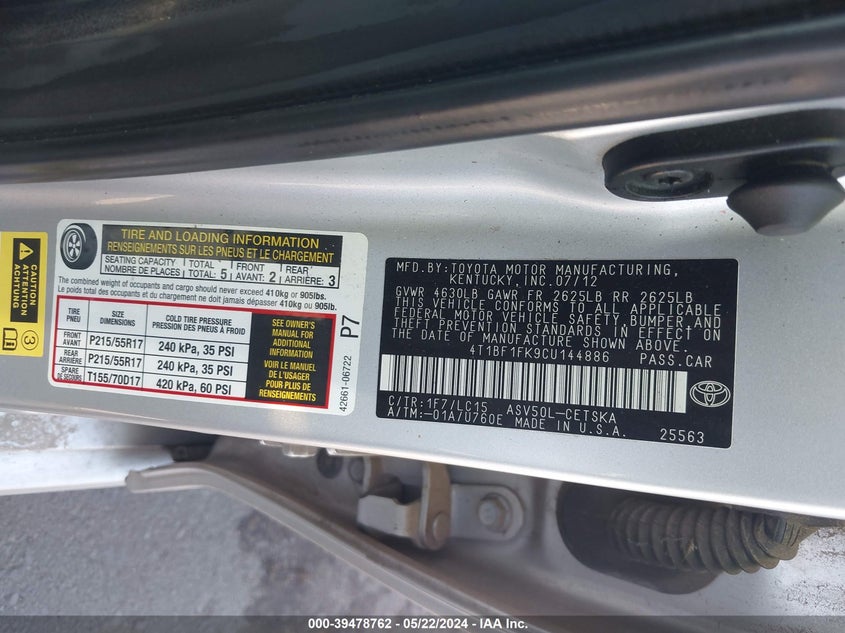 CAUTION
ATTENTION
ACHTUNG
3
TIRE AND LOADING INFORMATION
RENSEIGNEMENTS SUR LES PNEUS ET LE CHARGEMENT
SEATING CAPACITY TOTAL 5 FRONT 2 REAR 3
NOMBRE DE PLACES TOTAL: AVANT: ARRIÈRE:
The combined weight of occupants and cargo should never exceed 410kg or 905lbs.
Le poids total des occupants et du chargement ne doit jamais dépasser 410kg ou 905lb.
TIRE SIZE COLD TIRE PRESSURE
PNEU DIMENSIONS PRESSION DES PNEUS À FROID
FRONT AVANT P215/55R17 240 kPa, 35 PSI
REAR ARRIÈRE P215/55R17 240 kPa, 35 PSI
SPARE DE SECOURS T155/70D17 420 kPa, 60 PSI
SEE OWNER'S
MANUAL FOR
ADDITIONAL
INFORMATION
VOIR LE MANUEL
DE L'USAGER
POUR PLUS DE
RENSEIGNEMENTS
P7
42661-06722
MFD.BY:TOYOTA MOTOR MANUFACTURING,
KENTUCKY, INC.07/12
GVWR 4630LB GAWR FR 2625LB RR 2625LB
THIS VEHICLE CONFORMS TO ALL APPLICABLE
FEDERAL MOTOR VEHICLE SAFETY, BUMPER, AND
THEFT PREVENTION STANDARDS IN EFFECT
ON THE DATE OF MANUFACTURE SHOWN ABOVE.
4T1BF1FK9CU144886 PASS.CAR
C/TR:1F7/LC15 ASV50L-CETSKA
A/TM:-01A/U760E MADE IN U.S.A. 25563
000-39478762 - 05/22/2024 - IAA Inc.